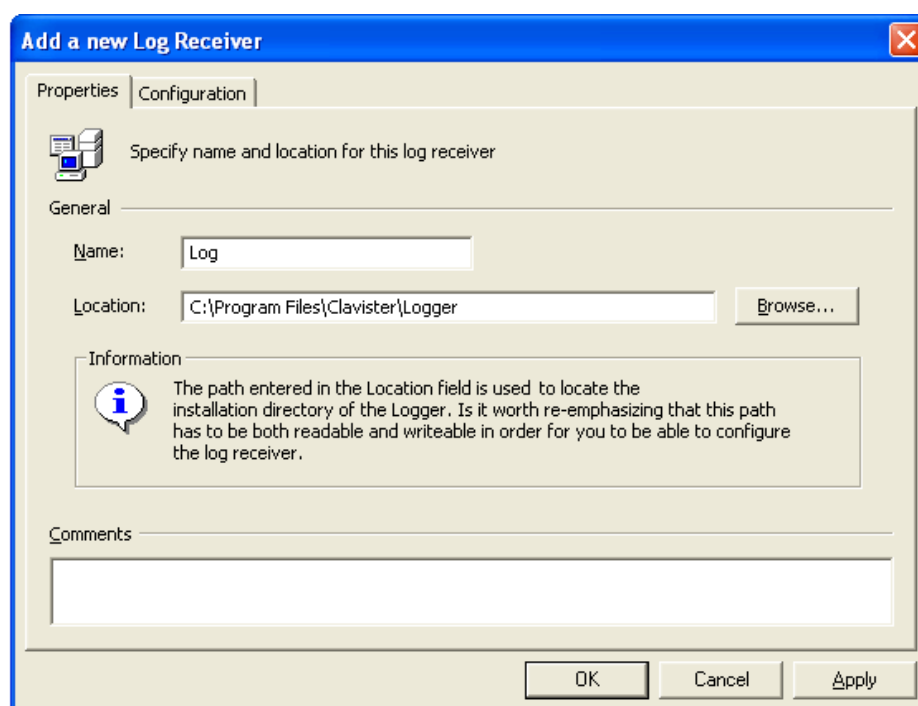 Add a new Log Receiver
Properties
Configuration
Specify name and location for this log receiver
General
Name:
Log
Location:
C:\Program Files\Clavister\Logger
Browse...
Information
The path entered in the Location field is used to locate the
installation directory of the Logger. Is it worth re-emphasizing that this path
has to be both readable and writeable in order for you to be able to configure
the log receiver.
Comments
OK
Cancel
Apply